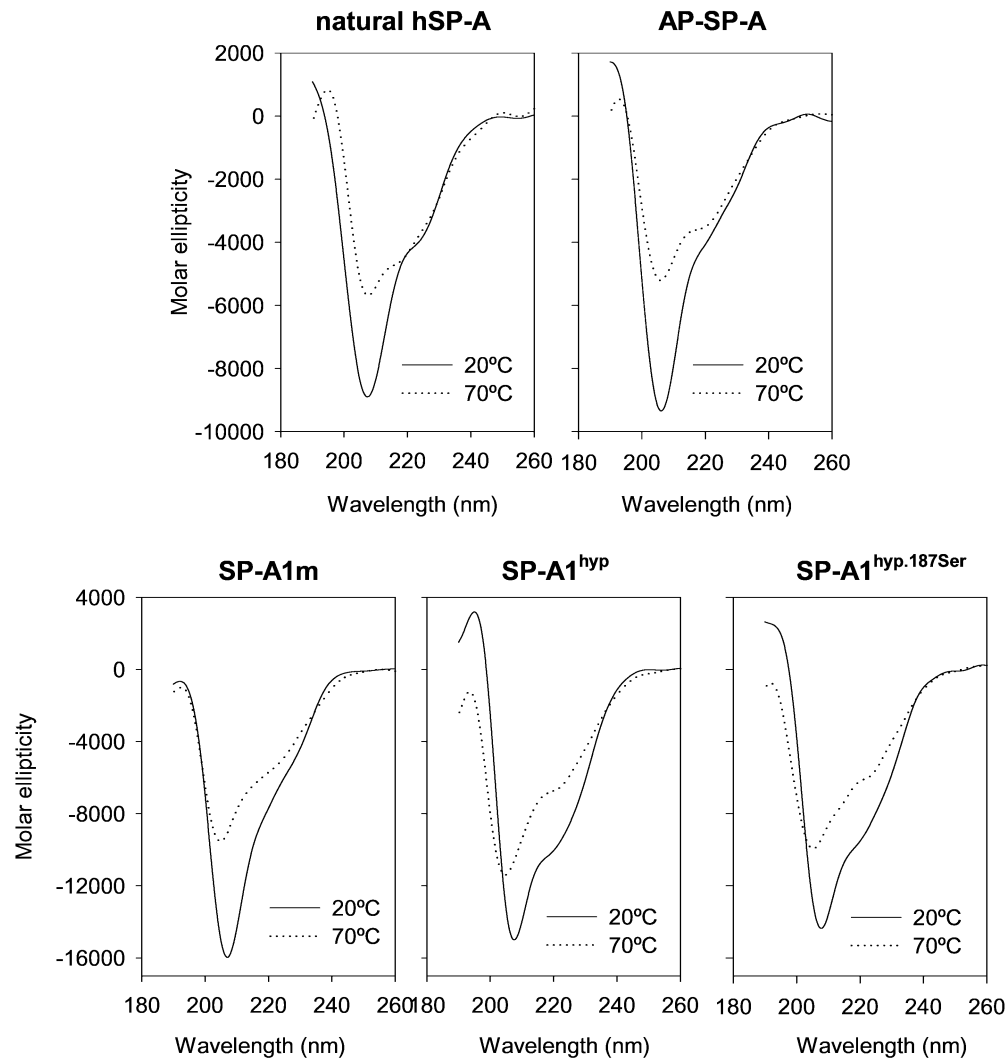 natural hSP-A AP-SP-A
2000
0
-2000
-4000
-6000
-8000
-10000
Molar ellipticity
20ºC
70ºC
20ºC
70ºC
180 200 220 240 260 180 200 220 240 260
Wavelength (nm) Wavelength (nm)
SP-A1m SP-A1hyp SP-A1hyp.187Ser
4000
0
-4000
-8000
-12000
-16000
Molar ellipticity
20ºC
70ºC
20ºC
70ºC
20ºC
70ºC
180 200 220 240 260 180 200 220 240 260 180 200 220 240 260
Wavelength (nm) Wavelength (nm) Wavelength (nm)